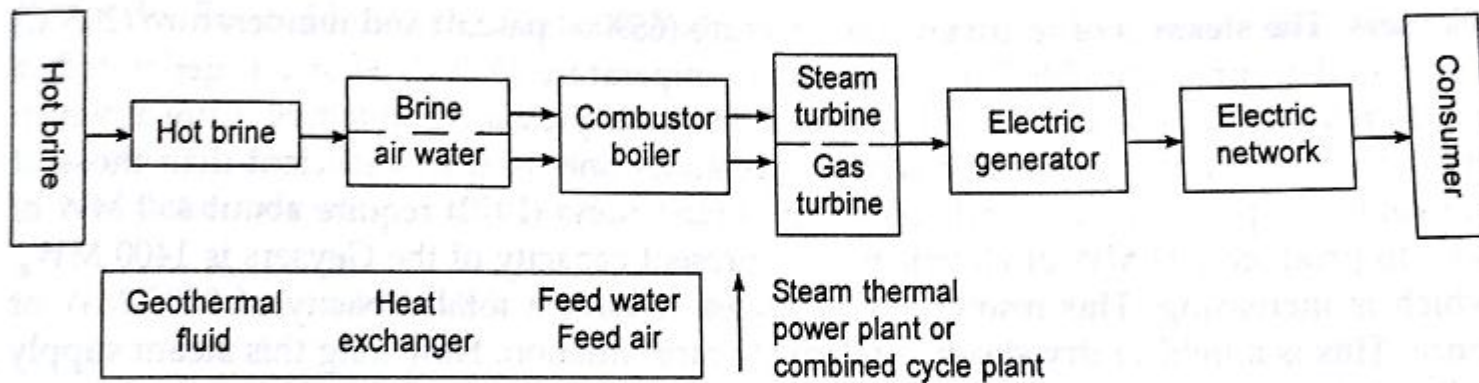 Hot brine
Hot brine
Brine
air water
Combustor
boiler
Steam
turbine
Gas
turbine
Electric
generator
Electric
network
Consumer
Geothermal
fluid
Heat
exchanger
Feed water
Feed air
Steam thermal
power plant or
combined cycle plant